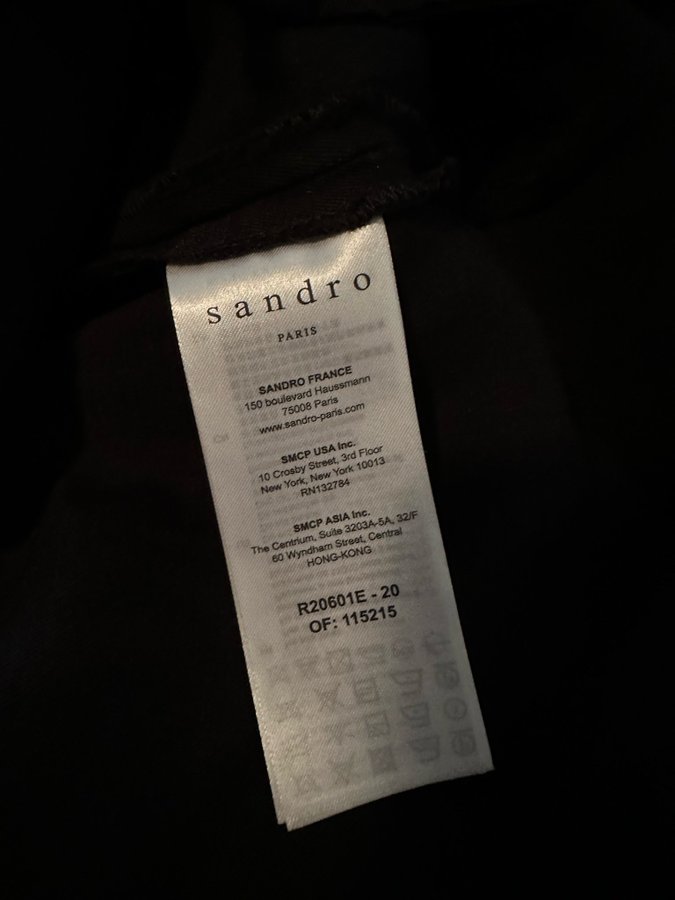 sandro
PARIS
SANDRO FRANCE
150 boulevard Haussmann
75008 Paris
www.sandro-paris.com
SMCP USA Inc.
10 Crosby Street, 3rd Floor
New York, New York 10013
RN132784
SMCP ASIA Inc.
The Centrium, Suite 3203A-5A, 32/F
60 Wyndham Street, Central
HONG-KONG
R20601E - 20
OF: 115215